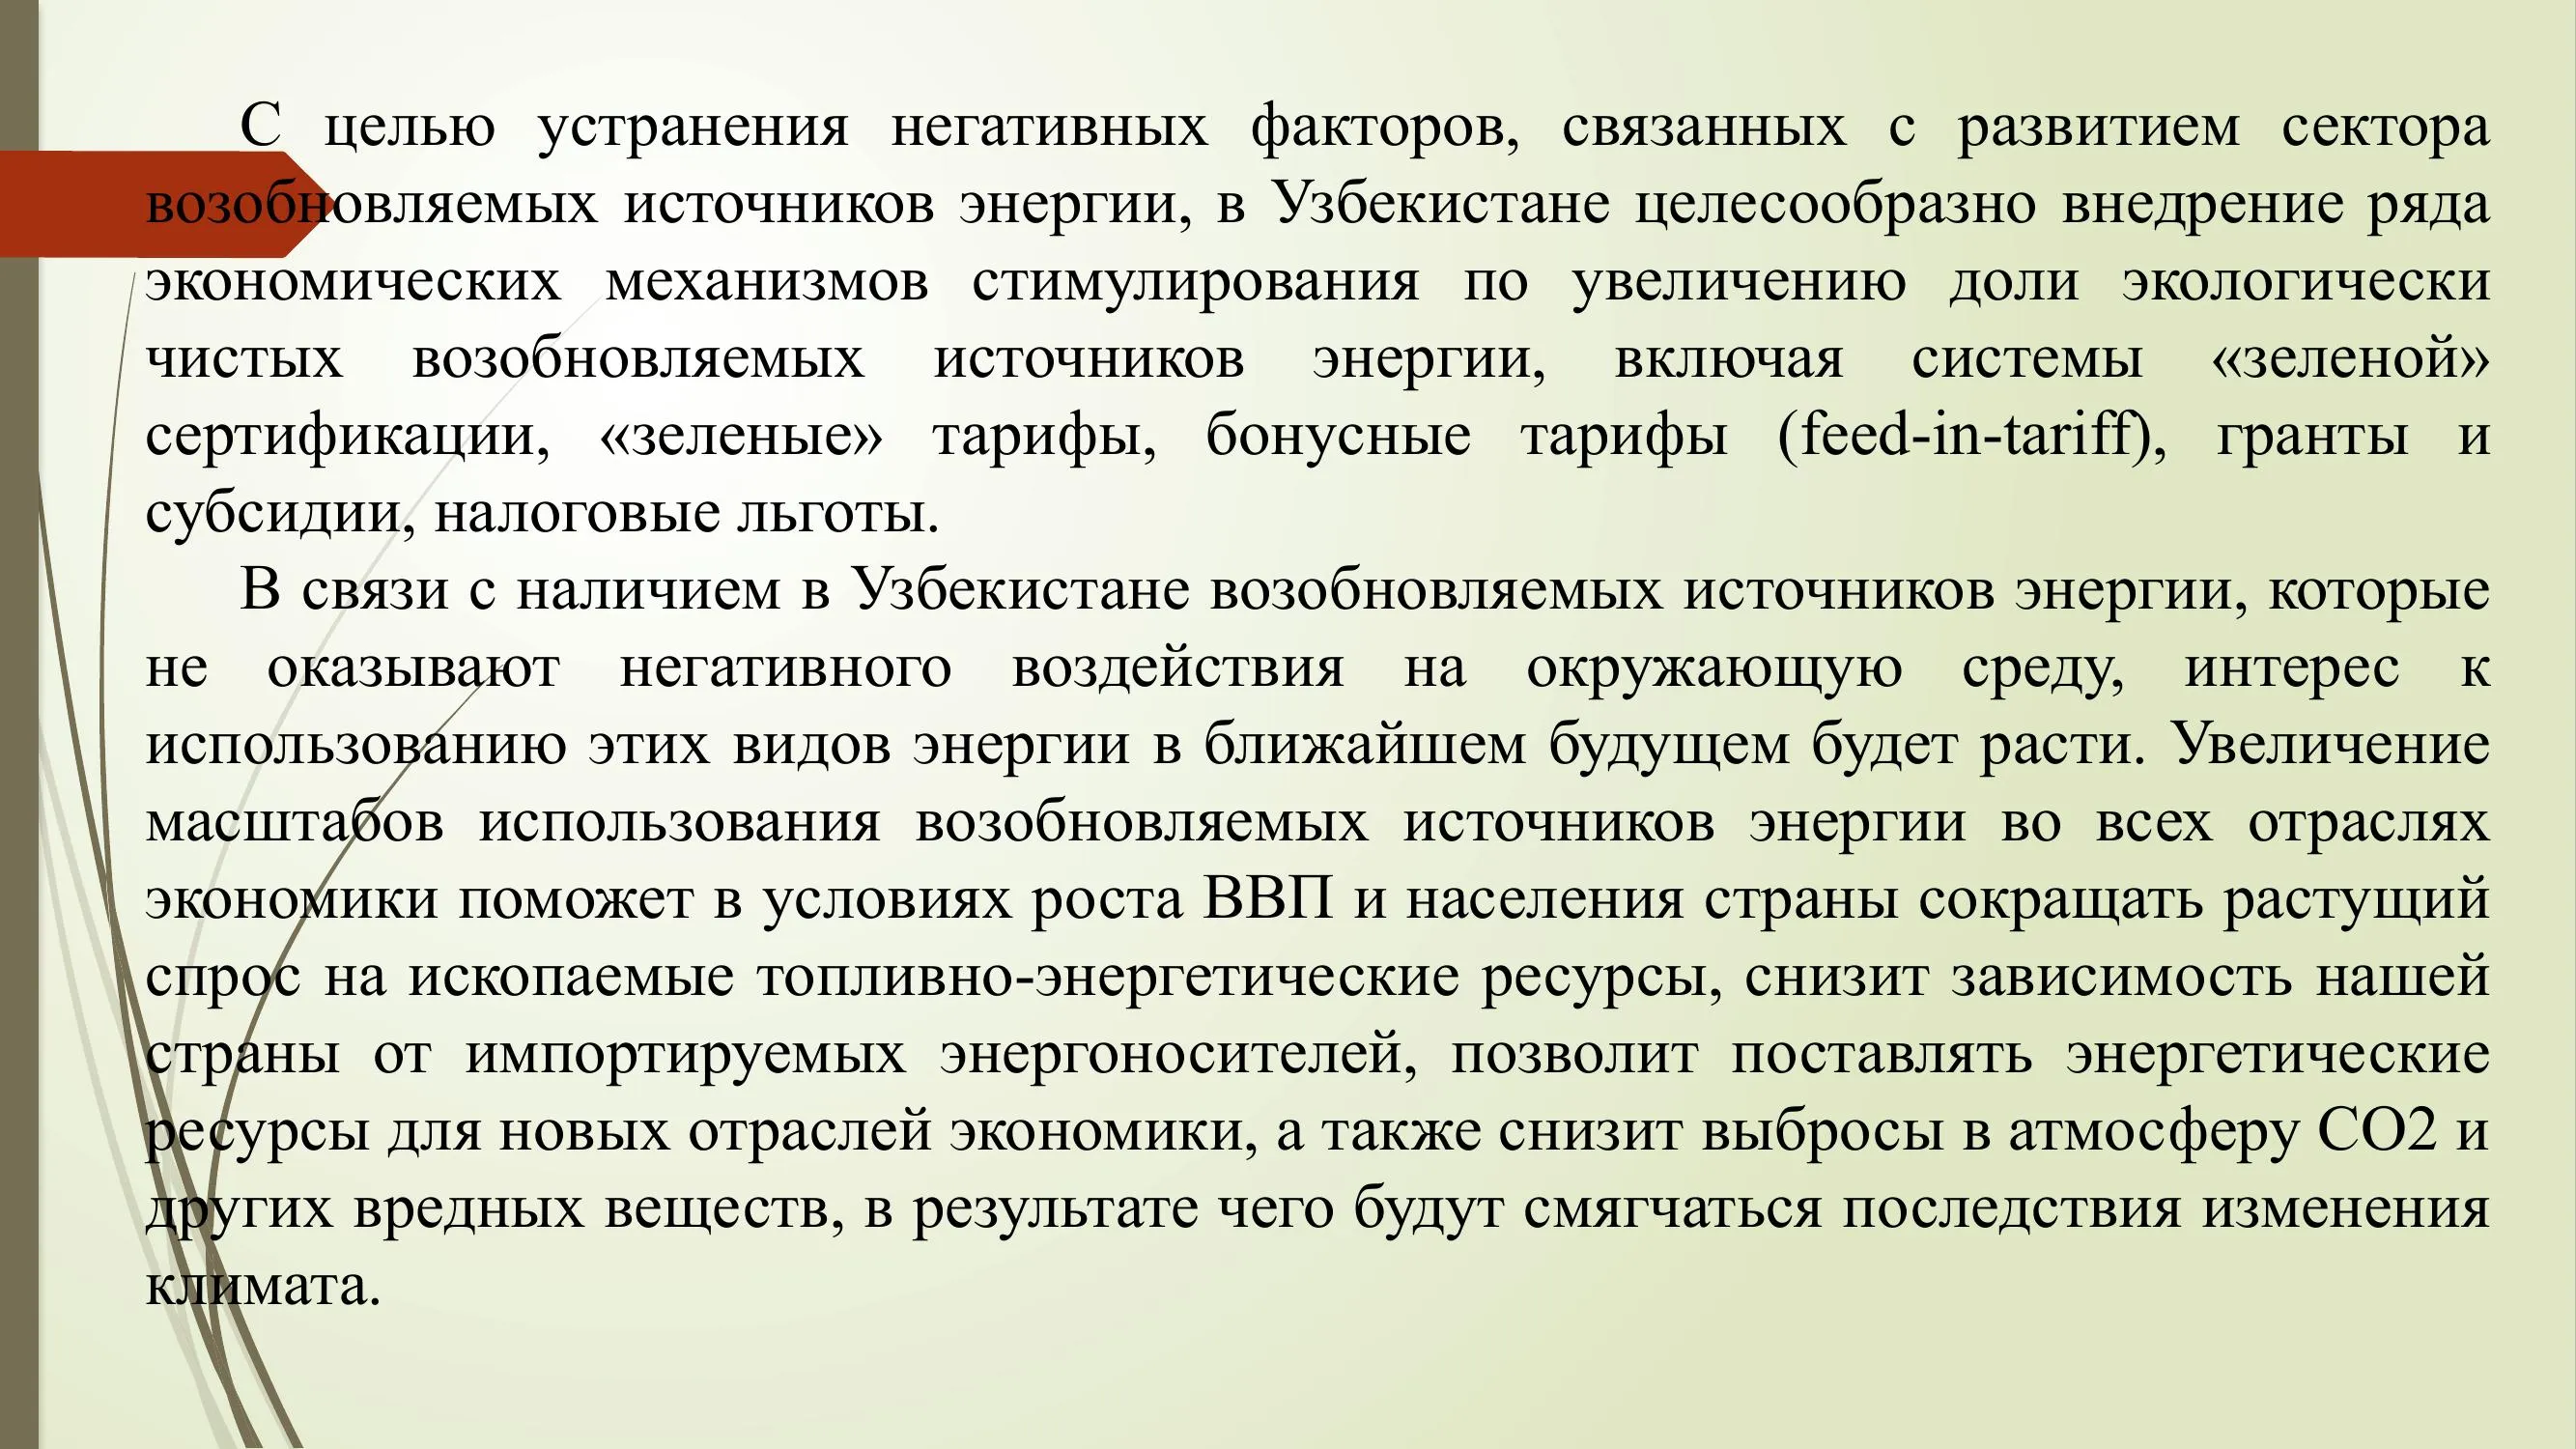 С целью устранения негативных факторов, связанных с развитием сектора
возобновляемых источников энергии, в Узбекистане целесообразно внедрение ряда
экономических механизмов стимулирования по увеличению доли экологически
чистых возобновляемых источников энергии, включая системы «зеленой»
сертификации, «зеленые» тарифы, бонусные тарифы (feed-in-tariff), гранты и
субсидии, налоговые льготы.
В связи с наличием в Узбекистане возобновляемых источников энергии, которые
не оказывают негативного воздействия на окружающую среду, интерес к
использованию этих видов энергии в ближайшем будущем будет расти. Увеличение
масштабов использования возобновляемых источников энергии во всех отраслях
экономики поможет в условиях роста ВВП и населения страны сокращать растущий
спрос на ископаемые топливно-энергетические ресурсы, снизит зависимость нашей
страны от импортируемых энергоносителей, позволит поставлять энергетические
ресурсы для новых отраслей экономики, а также снизит выбросы в атмосферу СО2 и
других вредных веществ, в результате чего будут смягчаться последствия изменения
климата.